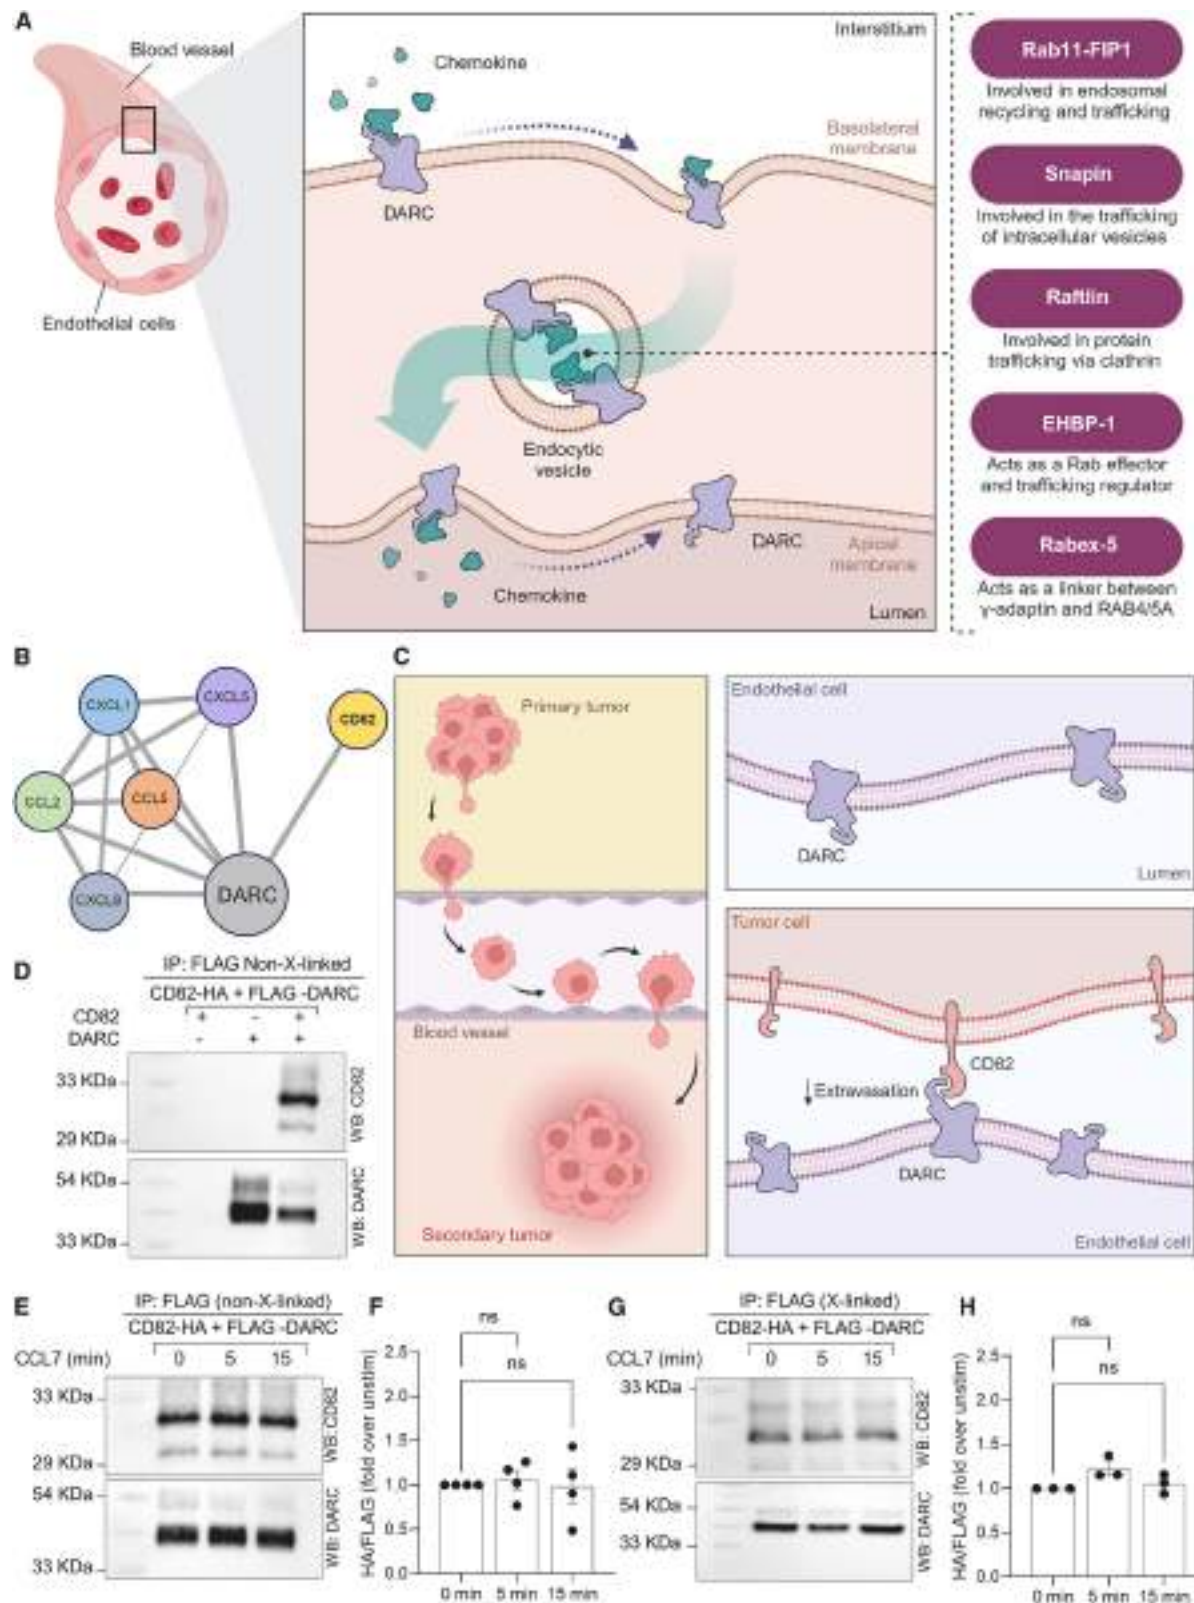 A
Blood vessel
Endothelial cells
Interstitium
Chemokine
Basolateral
membrane
DARC
Endocytic
vesicle
DARC
Apical
membrane
Chemokine
Lumen
Rab11-FIP1
Involved in endosomal
recycling and trafficking
Snapin
Involved in the trafficking
of intracellular vesicles
Raftlin
Involved in protein
trafficking via clathrin
EHBP-1
Acts as a Rab effector
and trafficking regulator
Rabex-5
Acts as a linker between
γ-adaptin and RAB4/5A
B
CXCL1
CXCL5
CD82
CCL2
CCL5
CXCL8
DARC
C
Primary tumor
Blood vessel
Secondary tumor
Endothelial cell
DARC
Lumen
Tumor cell
CD82
Extravasation
DARC
Endothelial cell
D
IP: FLAG Non-X-linked
CD82-HA + FLAG -DARC
CD82 + - +
DARC - + +
33 KDa
29 KDa
WB: CD82
54 KDa
33 KDa
WB: DARC
E
IP: FLAG (non-X-linked)
CD82-HA + FLAG -DARC
CCL7 (min) 0 5 15
33 KDa
29 KDa
WB: CD82
54 KDa
33 KDa
WB: DARC
F
HA/FLAG (fold over unstim)
ns
ns
2.5
2.0
1.5
1.0
0.5
0.0
0 min 5 min 15 min
G
IP: FLAG (X-linked)
CD82-HA + FLAG -DARC
CCL7 (min) 0 5 15
33 KDa
29 KDa
WB: CD82
54 KDa
33 KDa
WB: DARC
H
HA/FLAG (fold over unstim)
ns
ns
2.5
2.0
1.5
1.0
0.5
0.0
0 min 5 min 15 min